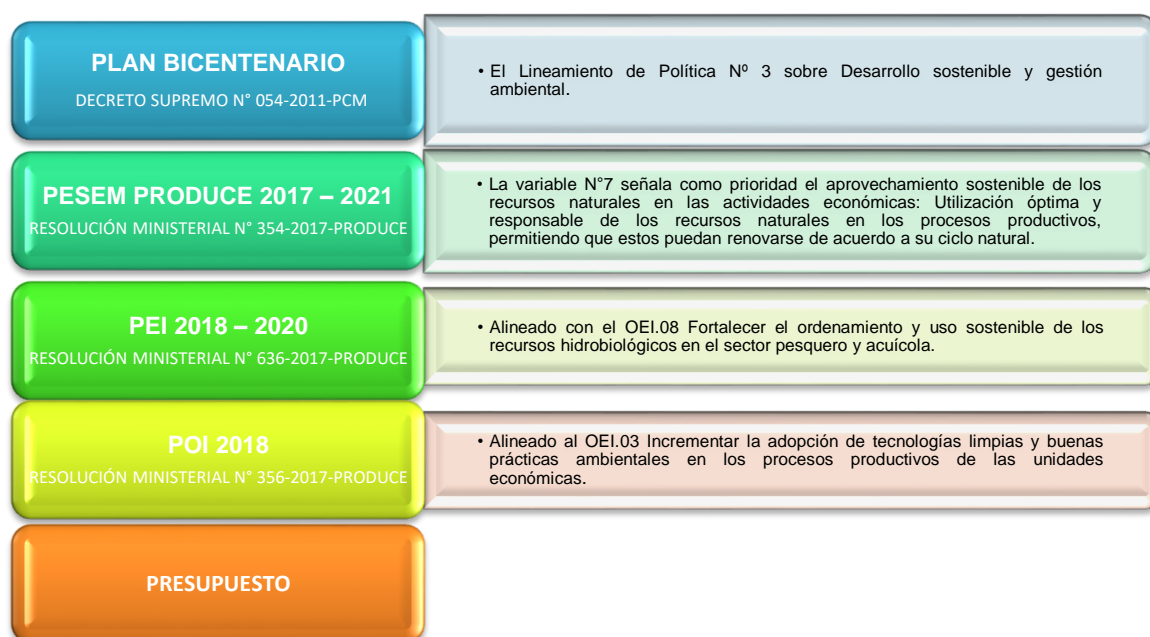 PLAN BICENTENARIO
DECRETO SUPREMO N° 054-2011-PCM
• El Lineamiento de Política Nº 3 sobre Desarrollo sostenible y gestión
ambiental.
PESEM PRODUCE 2017 – 2021
RESOLUCIÓN MINISTERIAL N° 354-2017-PRODUCE
• La variable N°7 señala como prioridad el aprovechamiento sostenible de los
recursos naturales en las actividades económicas: Utilización óptima y
responsable de los recursos naturales en los procesos productivos,
permitiendo que estos puedan renovarse de acuerdo a su ciclo natural.
PEI 2018 – 2020
RESOLUCIÓN MINISTERIAL N° 636-2017-PRODUCE
• Alineado con el OEI.08 Fortalecer el ordenamiento y uso sostenible de los
recursos hidrobiológicos en el sector pesquero y acuícola.
POI 2018
RESOLUCIÓN MINISTERIAL N° 356-2017-PRODUCE
• Alineado al OEI.03 Incrementar la adopción de tecnologías limpias y buenas
prácticas ambientales en los procesos productivos de las unidades
económicas.
PRESUPUESTO